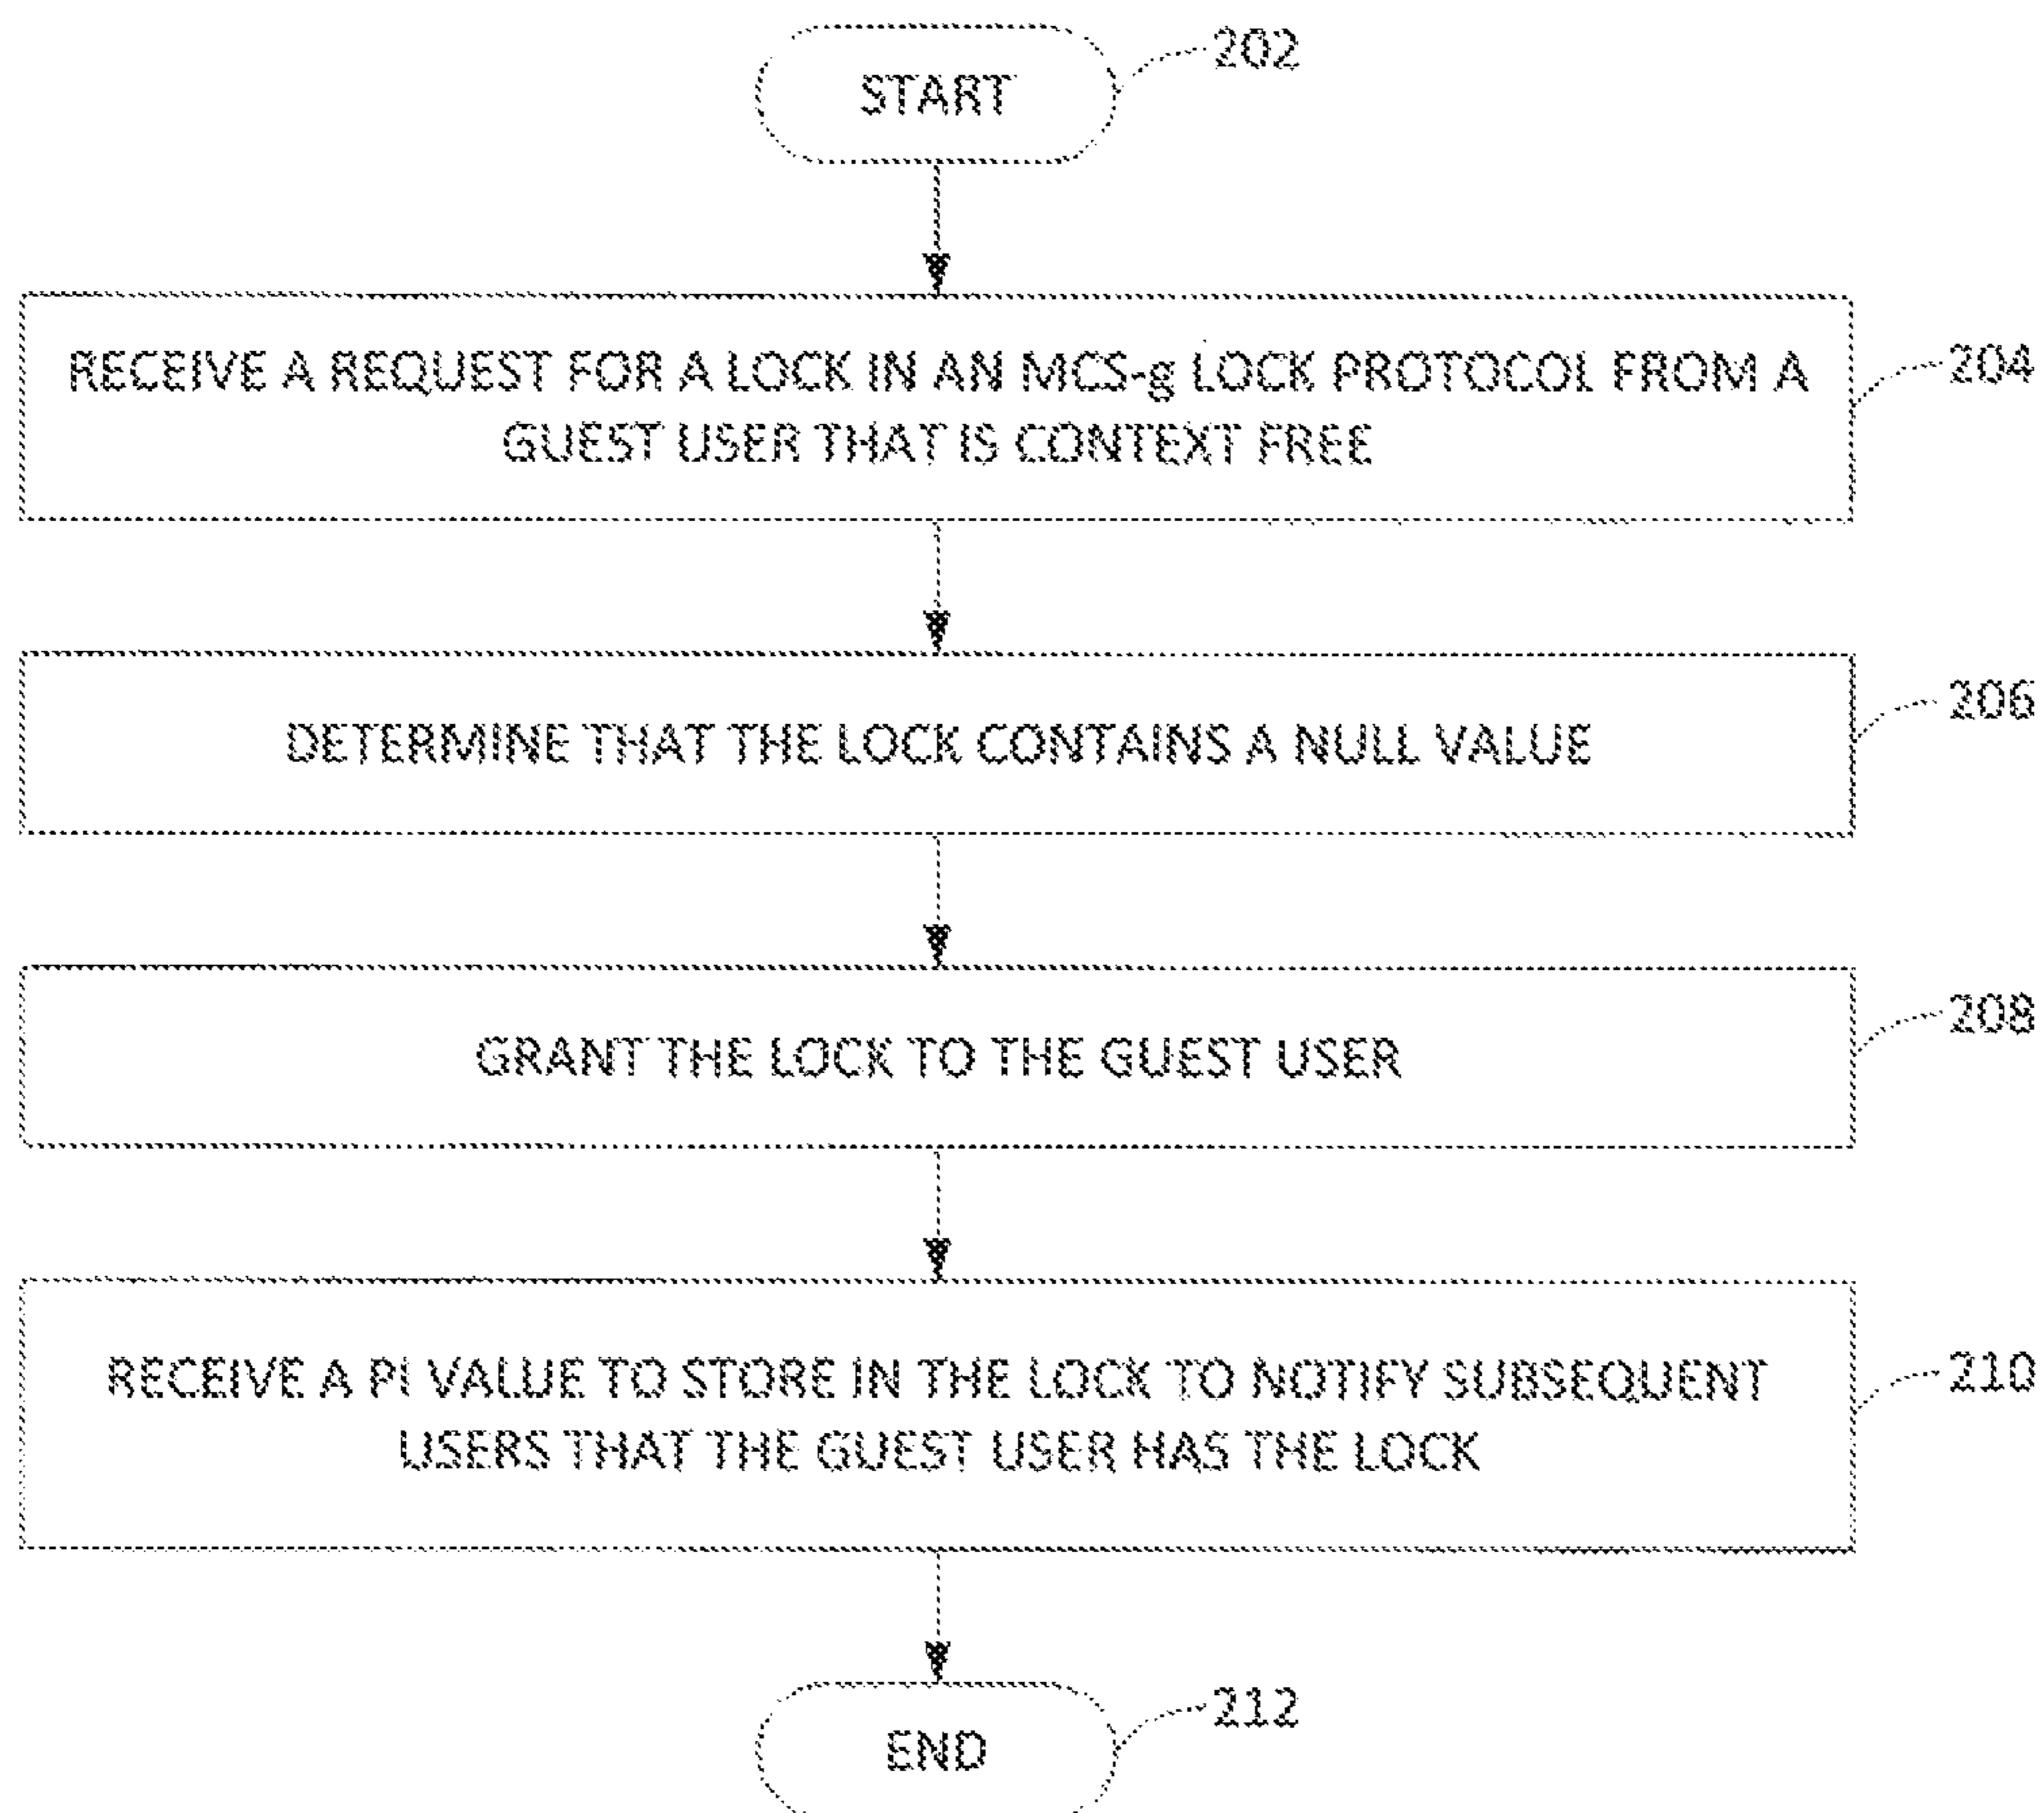 START
202
RECEIVE A REQUEST FOR A LOCK IN AN MCS-g LOCK PROTOCOL FROM A
GUEST USER THAT IS CONTEXT FREE
204
DETERMINE THAT THE LOCK CONTAINS A NULL VALUE
206
GRANT THE LOCK TO THE GUEST USER
208
RECEIVE A PI VALUE TO STORE IN THE LOCK TO NOTIFY SUBSEQUENT
USERS THAT THE GUEST USER HAS THE LOCK
210
END
212